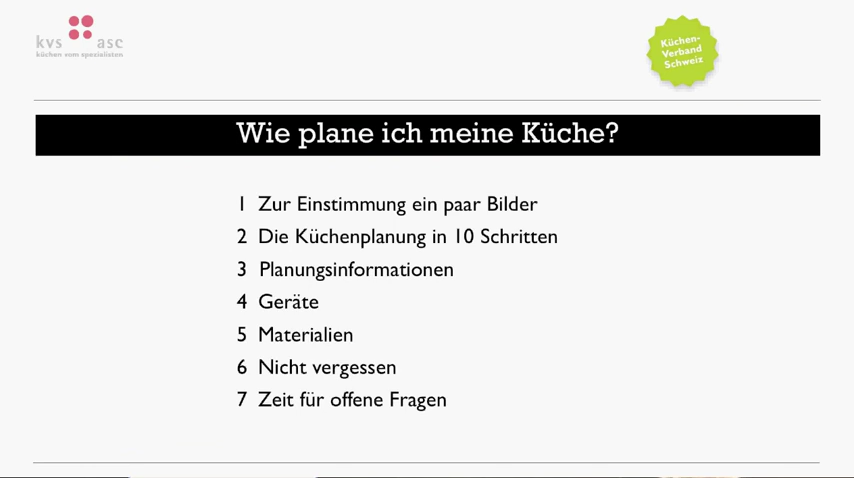 kvs asc
küchen vom spezialisten
Küchen-
Verband
Schweiz
Wie plane ich meine Küche?
1 Zur Einstimmung ein paar Bilder
2 Die Küchenplanung in 10 Schritten
3 Planungsinformationen
4 Geräte
5 Materialien
6 Nicht vergessen
7 Zeit für offene Fragen